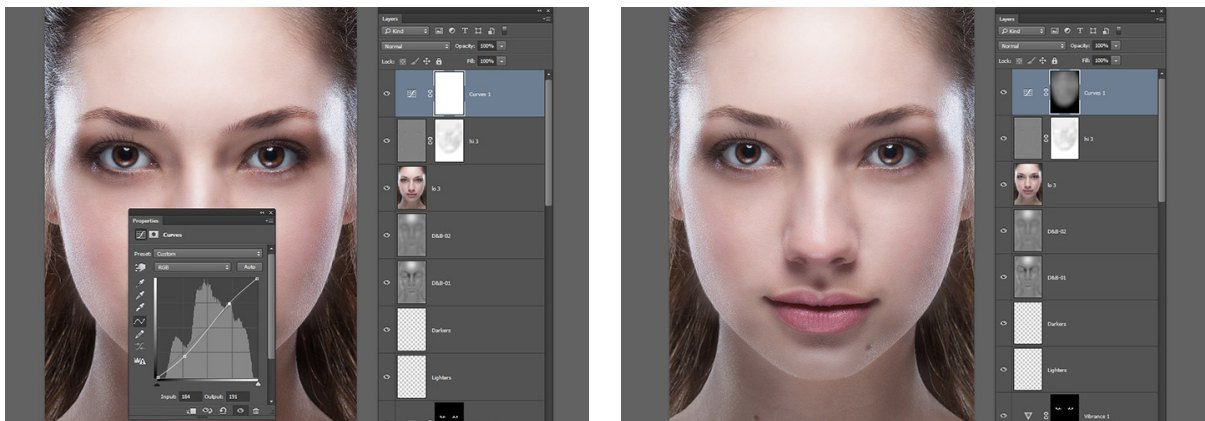 Layers
Kind
Normal Opacity: 100%
Lock: Fill: 100%
Curves 1
hi 3
lo 3
D&B-02
D&B-01
Darkers
Lighters
Properties
Curves
Preset: Custom
RGB Auto
Input: 184 Output: 191
Layers
Kind
Normal Opacity: 100%
Lock: Fill: 100%
Curves 1
hi 3
lo 3
D&B-02
D&B-01
Darkers
Lighters
Vibrance 1